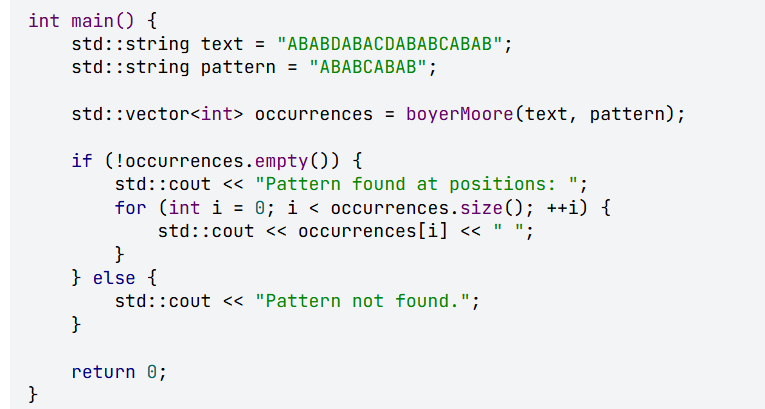 int main() {
    std::string text = "ABABDABACDABABCABAB";
    std::string pattern = "ABABCABAB";

    std::vector<int> occurrences = boyerMoore(text, pattern);

    if (!occurrences.empty()) {
        std::cout << "Pattern found at positions: ";
        for (int i = 0; i < occurrences.size(); ++i) {
            std::cout << occurrences[i] << " ";
        }
    } else {
        std::cout << "Pattern not found.";
    }

    return 0;
}